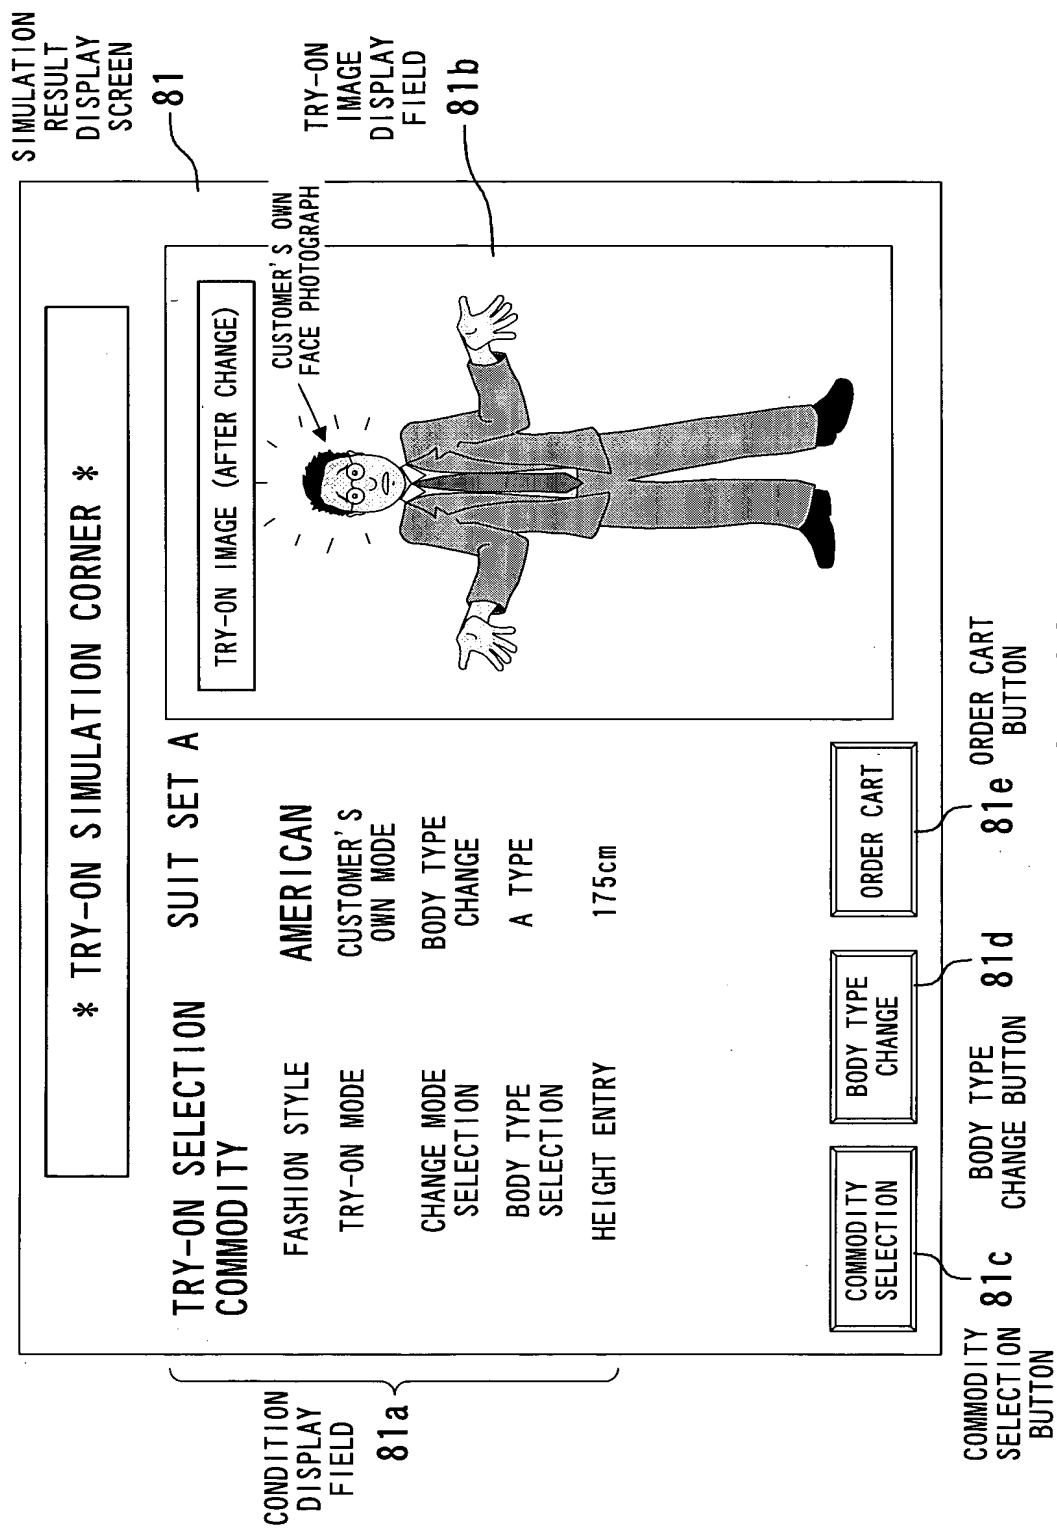 SIMULATION
RESULT
DISPLAY
SCREEN
81
* TRY-ON SIMULATION CORNER *
TRY-ON SELECTION
COMMODITY
SUIT SET A
FASHION STYLE
AMERICAN
TRY-ON MODE
CUSTOMER'S
OWN MODE
CHANGE MODE
SELECTION
BODY TYPE
CHANGE
BODY TYPE
SELECTION
A TYPE
HEIGHT ENTRY
175cm
CONDITION
DISPLAY
FIELD
81a
TRY-ON IMAGE (AFTER CHANGE)
CUSTOMER'S OWN
FACE PHOTOGRAPH
TRY-ON
IMAGE
DISPLAY
FIELD
81b
COMMODITY
SELECTION
BODY TYPE
CHANGE
ORDER CART
COMMODITY
SELECTION
BUTTON
81c
BODY TYPE
CHANGE BUTTON
81d
ORDER CART
BUTTON
81e